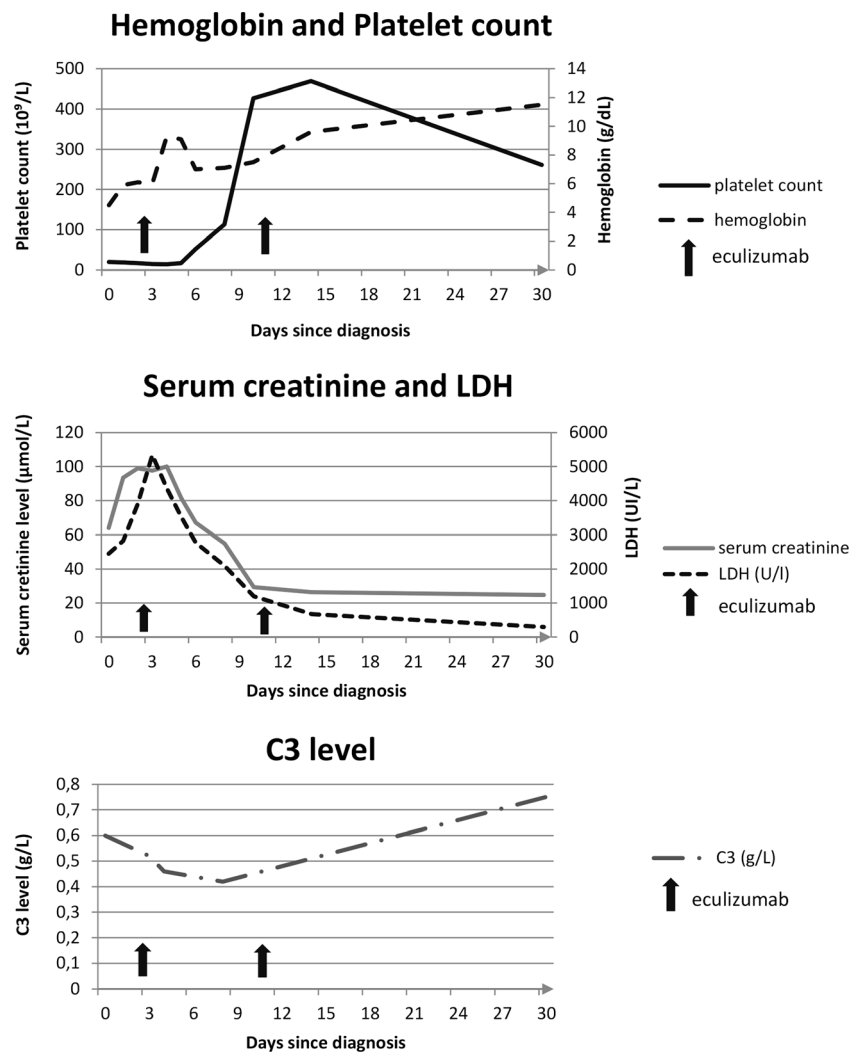 Hemoglobin and Platelet count
Platelet count (10⁹/L)
500
400
300
200
100
0
14
12
10
8
6
4
2
0
Hemoglobin (g/dL)
0 3 6 9 12 15 18 21 24 27 30
Days since diagnosis
platelet count
hemoglobin
eculizumab
Serum creatinine and LDH
Serum cretinine level (µmol/L)
120
100
80
60
40
20
0
6000
5000
4000
3000
2000
1000
0
LDH (UI/L)
0 3 6 9 12 15 18 21 24 27 30
Days since diagnosis
serum creatinine
LDH (U/l)
eculizumab
C3 level
C3 level (g/L)
0,8
0,7
0,6
0,5
0,4
0,3
0,2
0,1
0
0 3 6 9 12 15 18 21 24 27 30
Days since diagnosis
C3 (g/L)
eculizumab